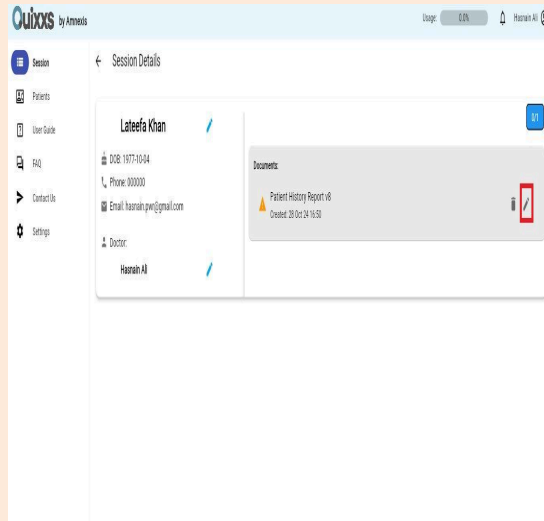 Quixxs by Amnexis
Usage: 0.0% Hasnain Ali
Session
Patients
User Guide
FAQ
Contact Us
Settings
Session Details
Lateefa Khan
DOB: 1977-10-04
Phone: 000000
Email: hasnain.pwr@gmail.com
Doctor:
Hasnain Ali
0/1
Documents:
Patient History Report v8
Created: 28 Oct 24 16:50